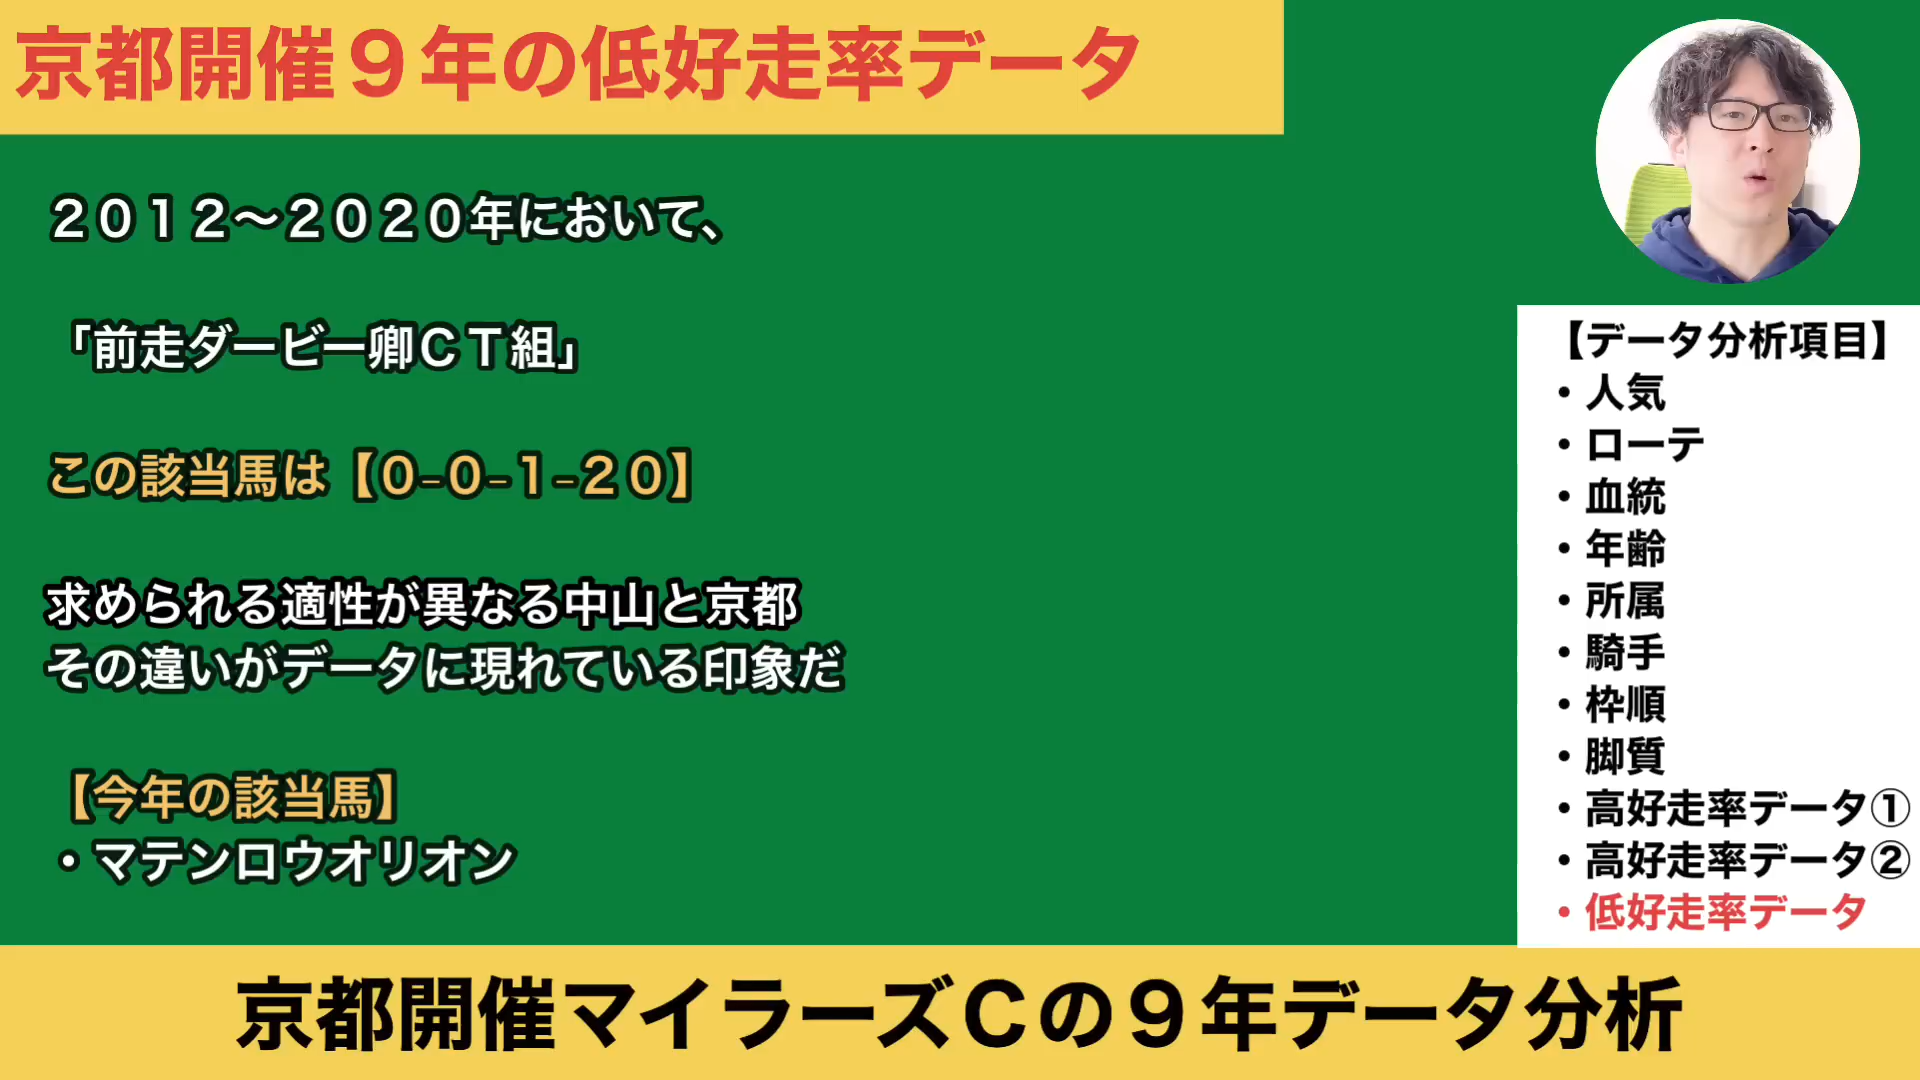 京都開催９年の低好走率データ
２０１２〜２０２０年において、
「前走ダービー卿ＣＴ組」
この該当馬は【０−０−１−２０】
求められる適性が異なる中山と京都
その違いがデータに現れている印象だ
【今年の該当馬】
・マテンロウオリオン
【データ分析項目】
・人気
・ローテ
・血統
・年齢
・所属
・騎手
・枠順
・脚質
・高好走率データ①
・高好走率データ②
・低好走率データ
京都開催マイラーズＣの９年データ分析